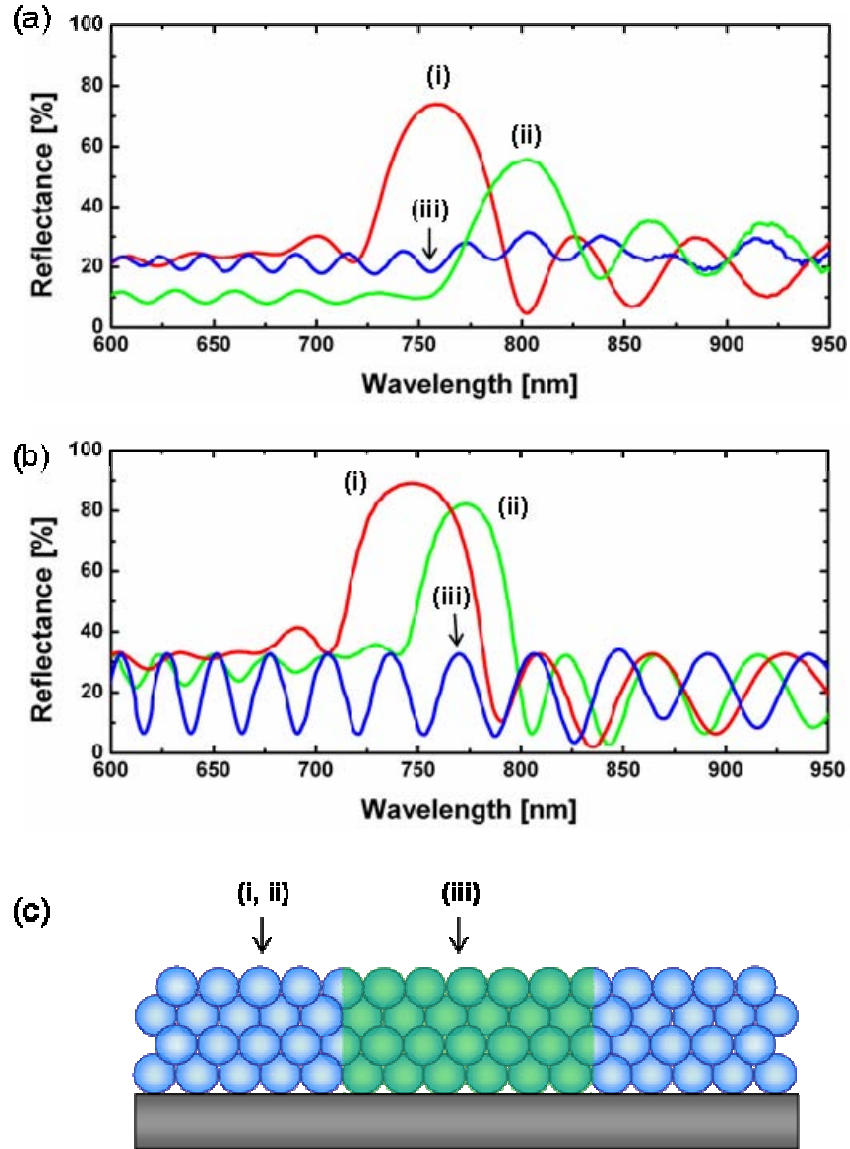 (a)
100
80
60
40
20
0
Reflectance [%]
(i)
(ii)
(iii)
600 650 700 750 800 850 900 950
Wavelength [nm]
(b)
100
80
60
40
20
0
Reflectance [%]
(i)
(ii)
(iii)
600 650 700 750 800 850 900 950
Wavelength [nm]
(c)
(i, ii)
(iii)